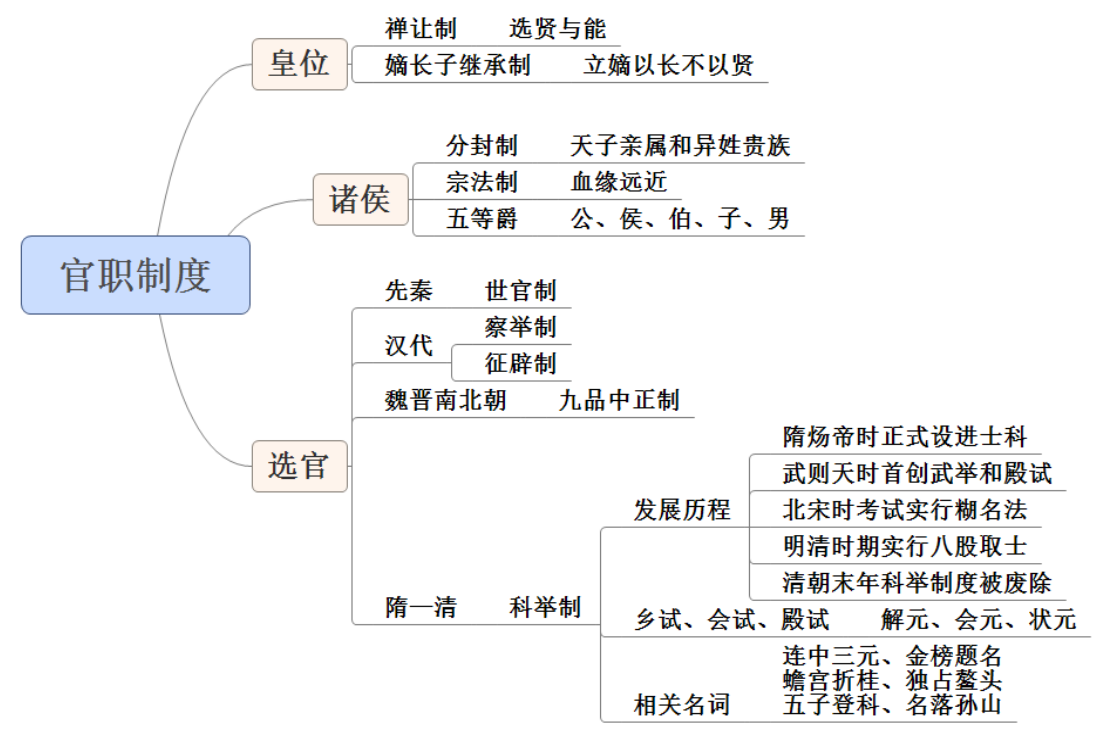 官职制度
皇位
禅让制 选贤与能
嫡长子继承制 立嫡以长不以贤
诸侯
分封制 天子亲属和异姓贵族
宗法制 血缘远近
五等爵 公、侯、伯、子、男
选官
先秦 世官制
汉代
察举制
征辟制
魏晋南北朝 九品中正制
隋—清 科举制
发展历程
隋炀帝时正式设进士科
武则天时首创武举和殿试
北宋时考试实行糊名法
明清时期实行八股取士
清朝末年科举制度被废除
乡试、会试、殿试 解元、会元、状元
相关名词
连中三元、金榜题名
蟾宫折桂、独占鳌头
五子登科、名落孙山